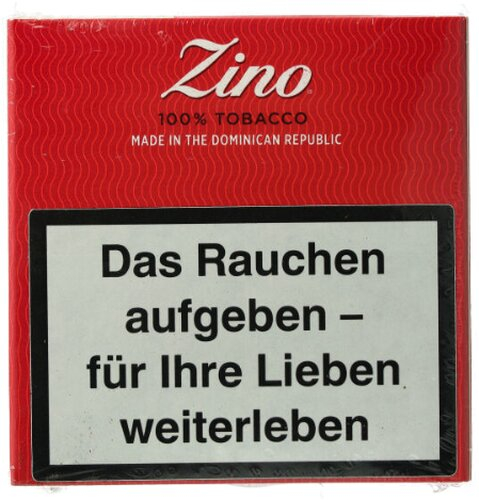 Zino
100% TOBACCO
MADE IN THE DOMINICAN REPUBLIC
Das Rauchen
aufgeben –
für Ihre Lieben
weiterleben